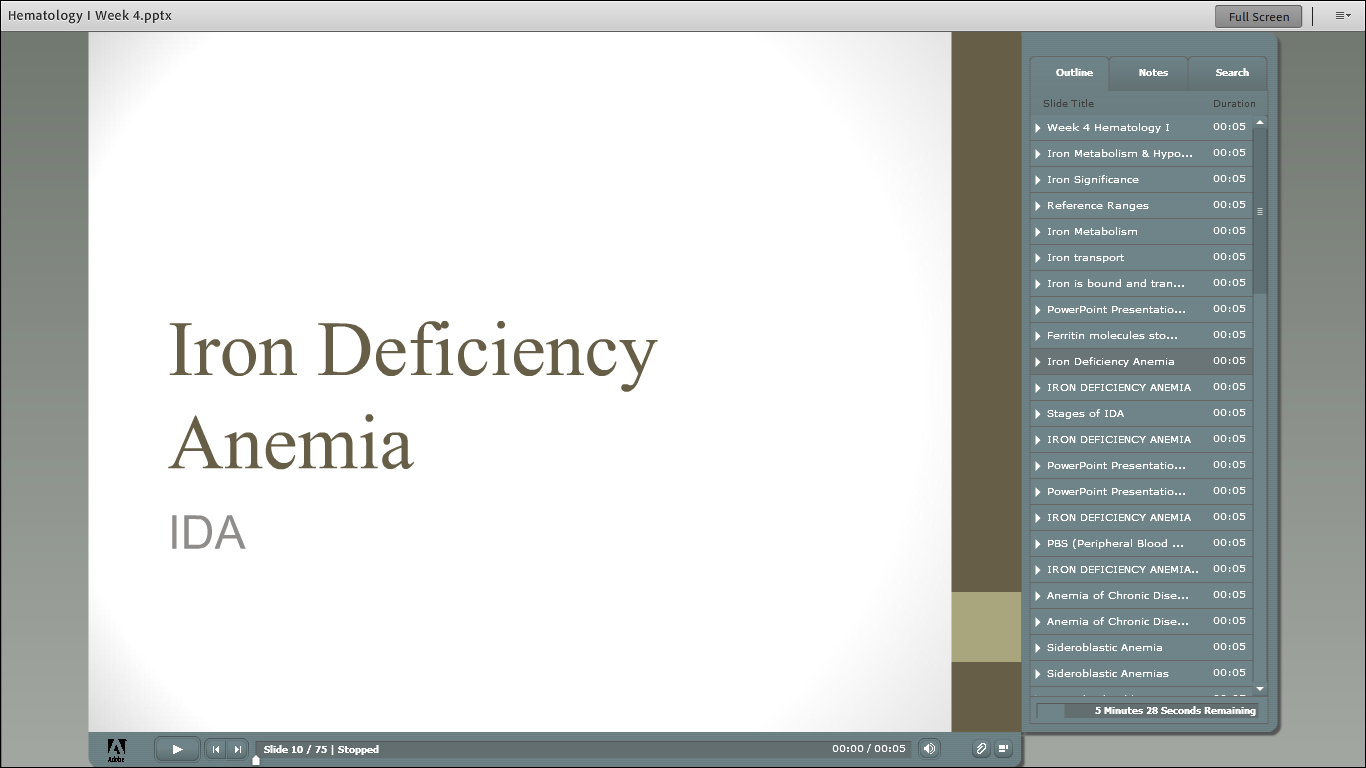 Hematology I Week 4.pptx
Full Screen
Iron Deficiency
Anemia
IDA
Outline Notes Search
Slide Title Duration
Week 4 Hematology I 00:05
Iron Metabolism & Hypo... 00:05
Iron Significance 00:05
Reference Ranges 00:05
Iron Metabolism 00:05
Iron transport 00:05
Iron is bound and tran... 00:05
PowerPoint Presentatio... 00:05
Ferritin molecules sto... 00:05
Iron Deficiency Anemia 00:05
IRON DEFICIENCY ANEMIA 00:05
Stages of IDA 00:05
IRON DEFICIENCY ANEMIA 00:05
PowerPoint Presentatio... 00:05
PowerPoint Presentatio... 00:05
IRON DEFICIENCY ANEMIA 00:05
PBS (Peripheral Blood ... 00:05
IRON DEFICIENCY ANEMIA.. 00:05
Anemia of Chronic Dise... 00:05
Anemia of Chronic Dise... 00:05
Sideroblastic Anemia 00:05
Sideroblastic Anemias 00:05
5 Minutes 28 Seconds Remaining
Adobe
Slide 10 / 75 | Stopped 00:00 / 00:05